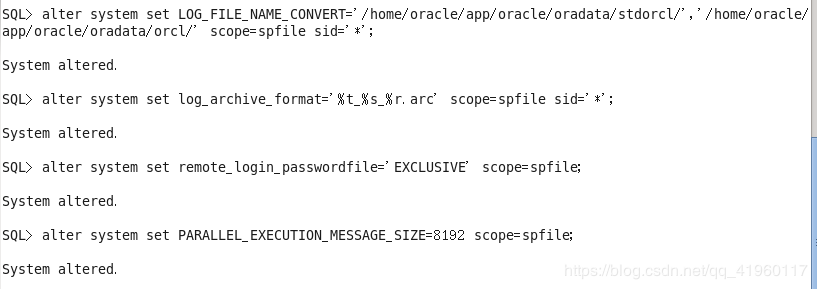 SQL> alter system set LOG_FILE_NAME_CONVERT='/home/oracle/app/oracle/oradata/stdorcl/','/home/oracle/
app/oracle/oradata/orcl/' scope=spfile sid='*';
System altered.
SQL> alter system set log_archive_format='%t_%s_%r.arc' scope=spfile sid='*';
System altered.
SQL> alter system set remote_login_passwordfile='EXCLUSIVE' scope=spfile;
System altered.
SQL> alter system set PARALLEL_EXECUTION_MESSAGE_SIZE=8192 scope=spfile;
System altered.
https://blog.csdn.net/qq_41960117